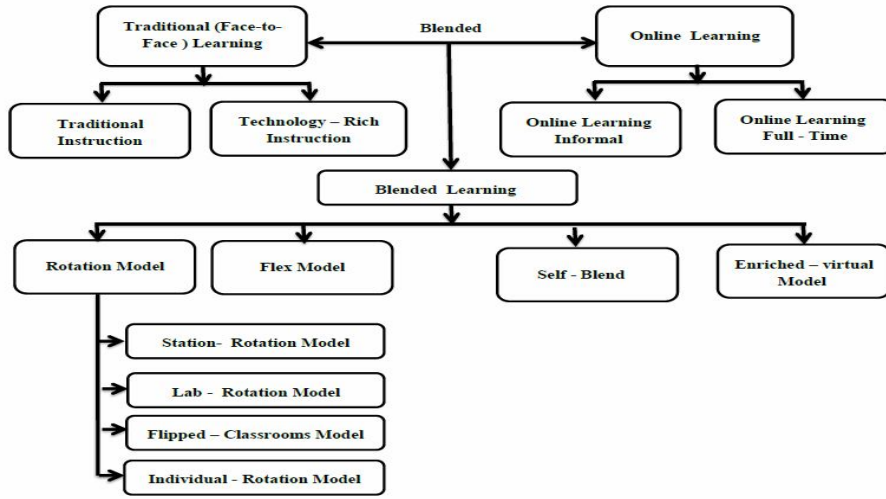 Traditional (Face-to-
Face ) Learning
Blended
Online Learning
Traditional
Instruction
Technology – Rich
Instruction
Online Learning
Informal
Online Learning
Full - Time
Blended Learning
Rotation Model
Flex Model
Self - Blend
Enriched – virtual
Model
Station- Rotation Model
Lab - Rotation Model
Flipped – Classrooms Model
Individual - Rotation Model